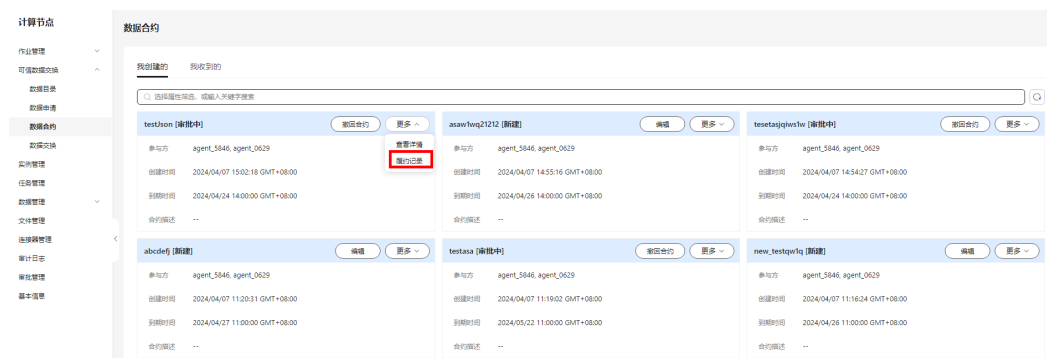 计算节点
作业管理
可信数据交换
数据目录
数据申请
数据合约
数据交换
实例管理
任务管理
数据管理
文件管理
连接器管理
审计日志
审批管理
基本信息
数据合约
我创建的 我收到的
选择属性筛选，或输入关键字搜索
testUson [审批中] 撤回合约 更多
查看详情
履约记录
参与方 agent_5846, agent_0629
创建时间 2024/04/07 15:02:18 GMT+08:00
到期时间 2024/04/24 14:00:00 GMT+08:00
合约描述 --
asaw1wq21212 [新建] 编辑 更多
参与方 agent_5846, agent_0629
创建时间 2024/04/07 14:55:16 GMT+08:00
到期时间 2024/04/26 14:00:00 GMT+08:00
合约描述 --
tesetasjqiws1w [审批中] 撤回合约 更多
参与方 agent_5846, agent_0629
创建时间 2024/04/07 14:54:27 GMT+08:00
到期时间 2024/04/24 14:00:00 GMT+08:00
合约描述 --
abcdefj [新建] 编辑 更多
参与方 agent_5846, agent_0629
创建时间 2024/04/07 11:20:31 GMT+08:00
到期时间 2024/04/27 11:00:00 GMT+08:00
合约描述 --
testasa [审批中] 撤回合约 更多
参与方 agent_5846, agent_0629
创建时间 2024/04/07 11:19:02 GMT+08:00
到期时间 2024/05/22 11:00:00 GMT+08:00
合约描述 --
new_testqw1q [新建] 编辑 更多
参与方 agent_5846, agent_0629
创建时间 2024/04/07 11:16:24 GMT+08:00
到期时间 2024/04/26 11:00:00 GMT+08:00
合约描述 --